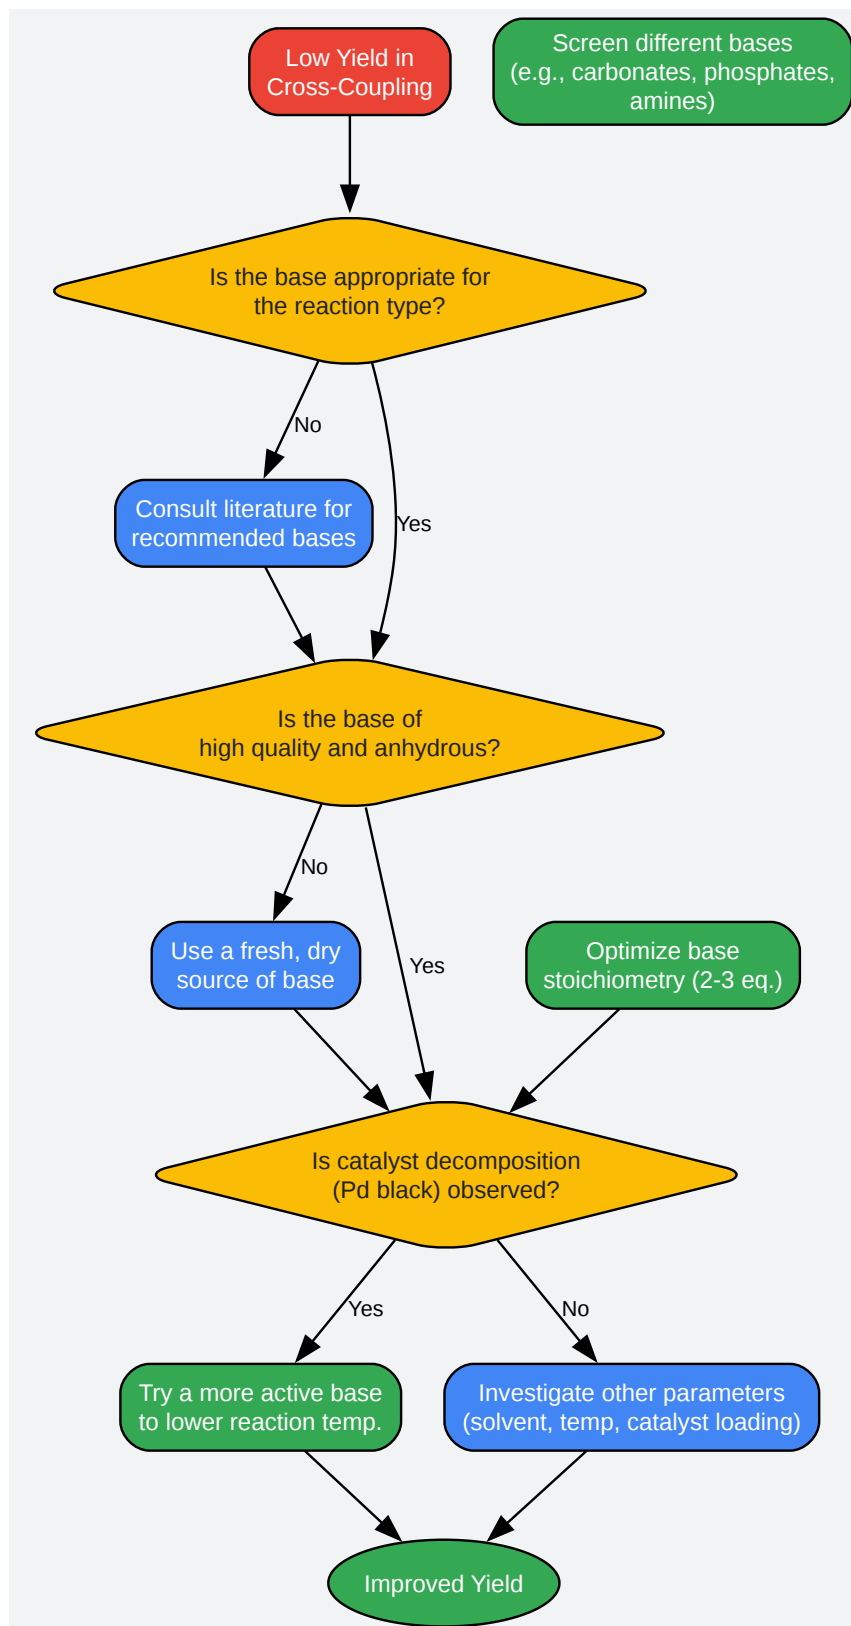 Low Yield in
Cross-Coupling
Screen different bases
(e.g., carbonates, phosphates,
amines)
Is the base appropriate for
the reaction type?
No
Consult literature for
recommended bases
Yes
Is the base of
high quality and anhydrous?
No
Use a fresh, dry
source of base
Yes
Optimize base
stoichiometry (2-3 eq.)
Is catalyst decomposition
(Pd black) observed?
Yes
No
Try a more active base
to lower reaction temp.
Investigate other parameters
(solvent, temp, catalyst loading)
Improved Yield